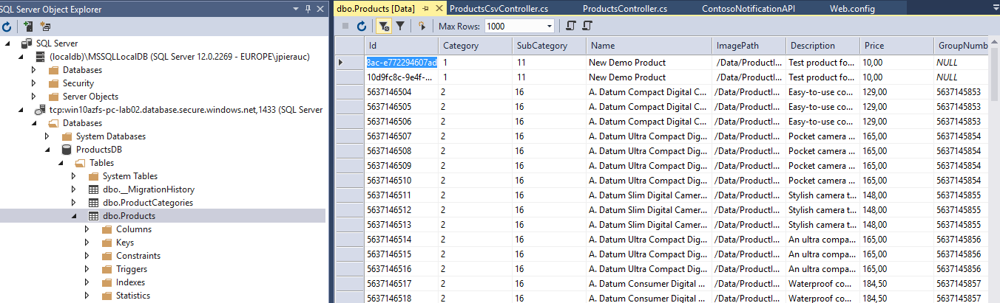 SQL Server Object Explorer
SQL Server
(localdb)\MSSQLLocalDB (SQL Server 12.0.2269 - EUROPE\jpierauc)
Databases
Security
Server Objects
tcp:win10azfs-pc-lab02.database.secure.windows.net,1433 (SQL Server
Databases
System Databases
ProductsDB
Tables
System Tables
dbo.__MigrationHistory
dbo.ProductCategories
dbo.Products
Columns
Keys
Constraints
Triggers
Indexes
Statistics
dbo.Products [Data] ProductsCsvController.cs ProductsController.cs ContosoNotificationAPI Web.config
Max Rows: 1000
Id Category SubCategory Name ImagePath Description Price GroupNumb
8ac-e772294607ad 1 11 New Demo Product /Data/ProductI... Test product fo... 10,00 NULL
10d9fc8c-9e4f-... 1 11 New Demo Product /Data/ProductI... Test product fo... 10,00 NULL
5637146504 2 16 A. Datum Compact Digital C... /Data/ProductI... Easy-to-use co... 129,00 5637145853
5637146505 2 16 A. Datum Compact Digital C... /Data/ProductI... Easy-to-use co... 129,00 5637145853
5637146506 2 16 A. Datum Compact Digital C... /Data/ProductI... Easy-to-use co... 129,00 5637145853
5637146507 2 16 A. Datum Ultra Compact Dig... /Data/ProductI... Pocket camera ... 165,00 5637145854
5637146508 2 16 A. Datum Ultra Compact Dig... /Data/ProductI... Pocket camera ... 165,00 5637145854
5637146509 2 16 A. Datum Ultra Compact Dig... /Data/ProductI... Pocket camera ... 165,00 5637145854
5637146510 2 16 A. Datum Ultra Compact Dig... /Data/ProductI... Pocket camera ... 165,00 5637145854
5637146511 2 16 A. Datum Slim Digital Camer... /Data/ProductI... Stylish camera t... 148,00 5637145855
5637146512 2 16 A. Datum Slim Digital Camer... /Data/ProductI... Stylish camera t... 148,00 5637145855
5637146513 2 16 A. Datum Slim Digital Camer... /Data/ProductI... Stylish camera t... 148,00 5637145855
5637146514 2 16 A. Datum Ultra Compact Dig... /Data/ProductI... An ultra compa... 165,00 5637145856
5637146515 2 16 A. Datum Ultra Compact Dig... /Data/ProductI... An ultra compa... 165,00 5637145856
5637146516 2 16 A. Datum Ultra Compact Dig... /Data/ProductI... An ultra compa... 165,00 5637145856
5637146517 2 16 A. Datum Consumer Digital ... /Data/ProductI... Waterproof co... 184,50 5637145857
5637146518 2 16 A. Datum Consumer Digital ... /Data/ProductI... Waterproof co... 184,50 5637145857